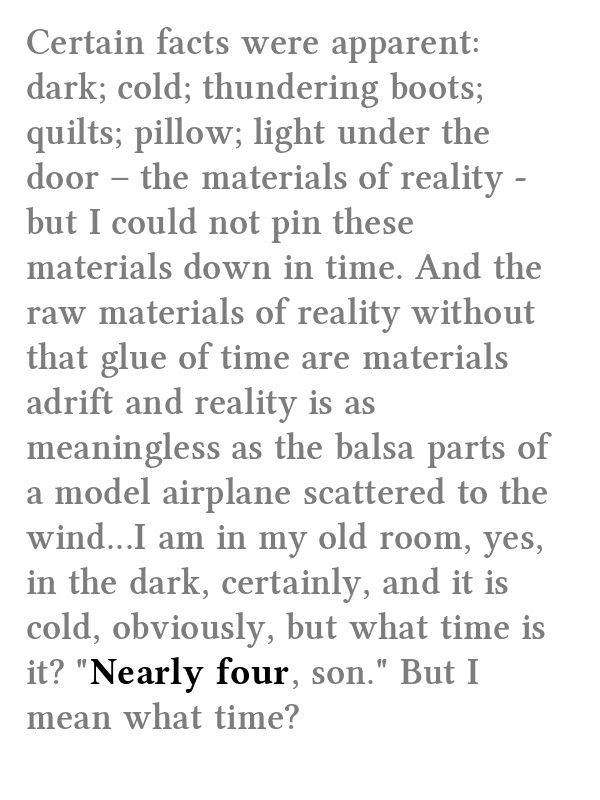 Certain facts were apparent:
dark; cold; thundering boots;
quilts; pillow; light under the
door – the materials of reality -
but I could not pin these
materials down in time. And the
raw materials of reality without
that glue of time are materials
adrift and reality is as
meaningless as the balsa parts of
a model airplane scattered to the
wind...I am in my old room, yes,
in the dark, certainly, and it is
cold, obviously, but what time is
it? "Nearly four, son." But I
mean what time?